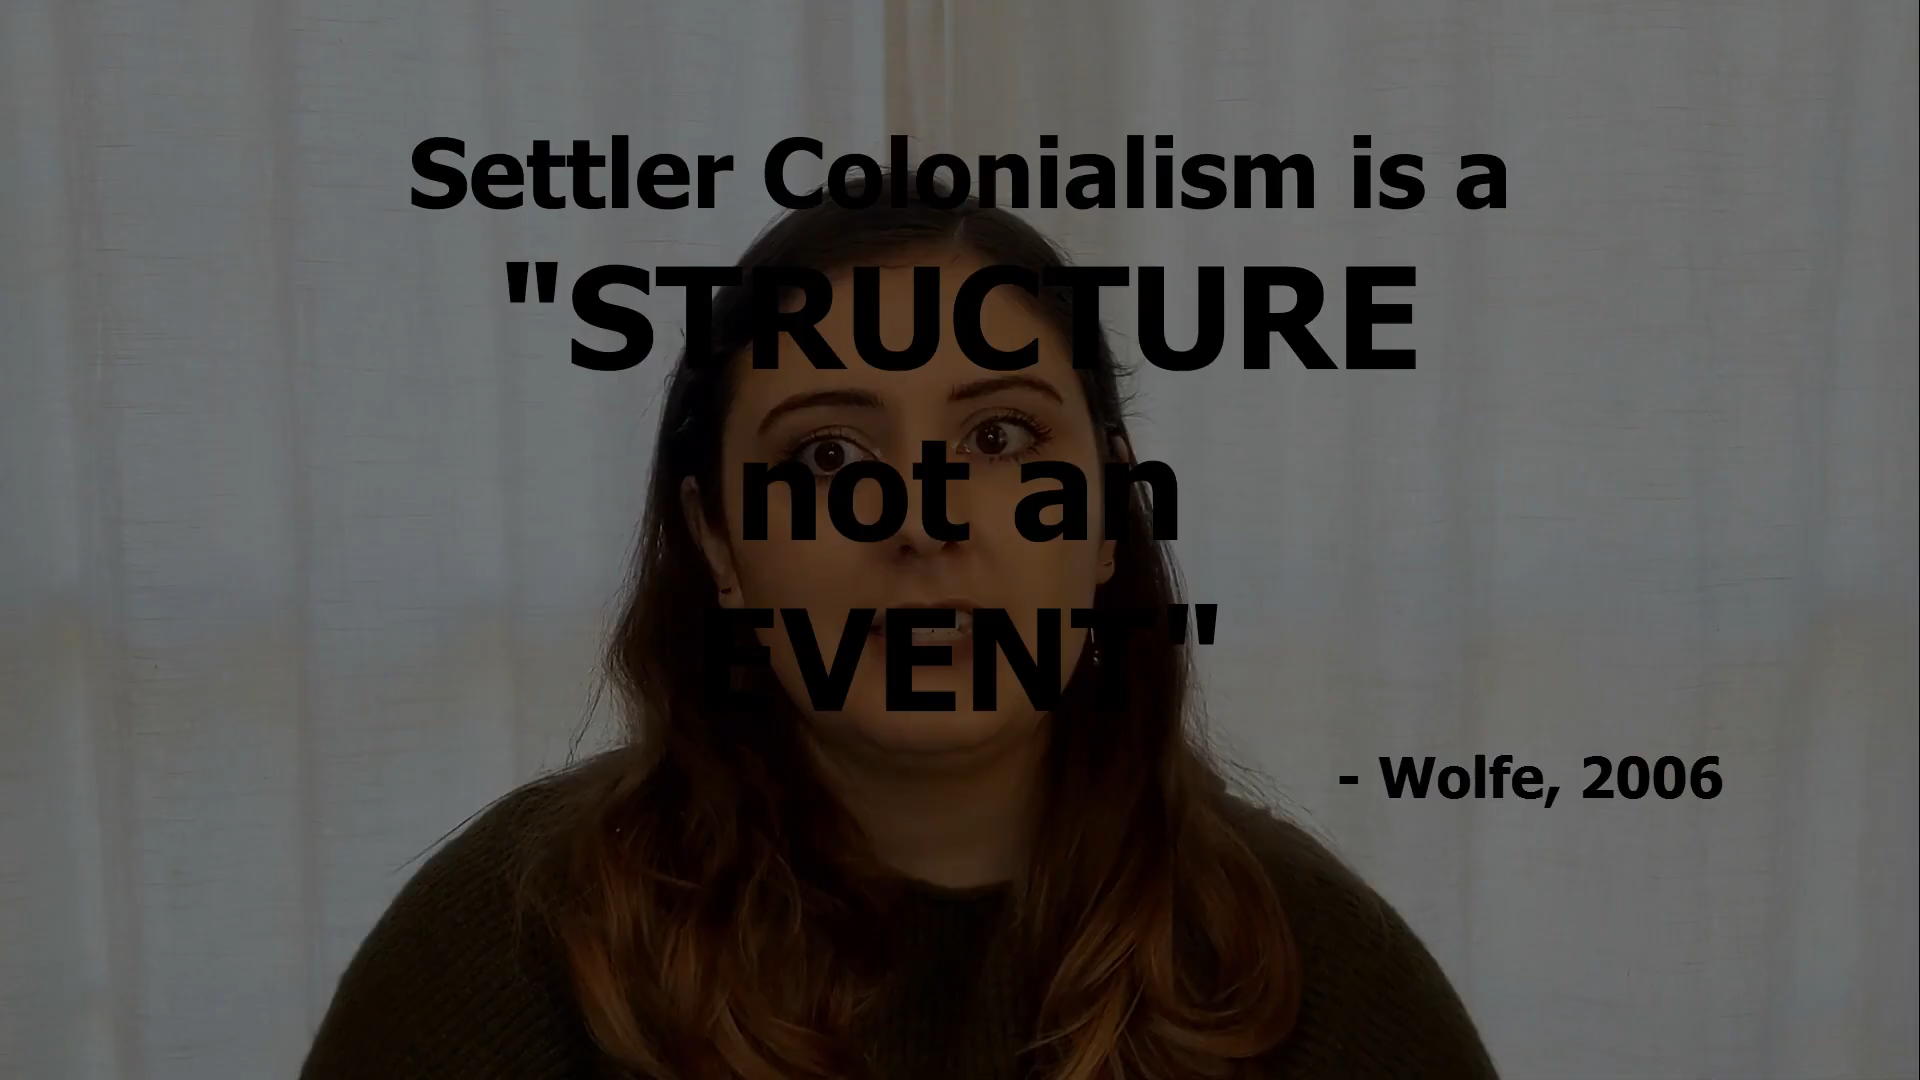 Settler Colonialism is a
"STRUCTURE
not an
EVENT"
- Wolfe, 2006